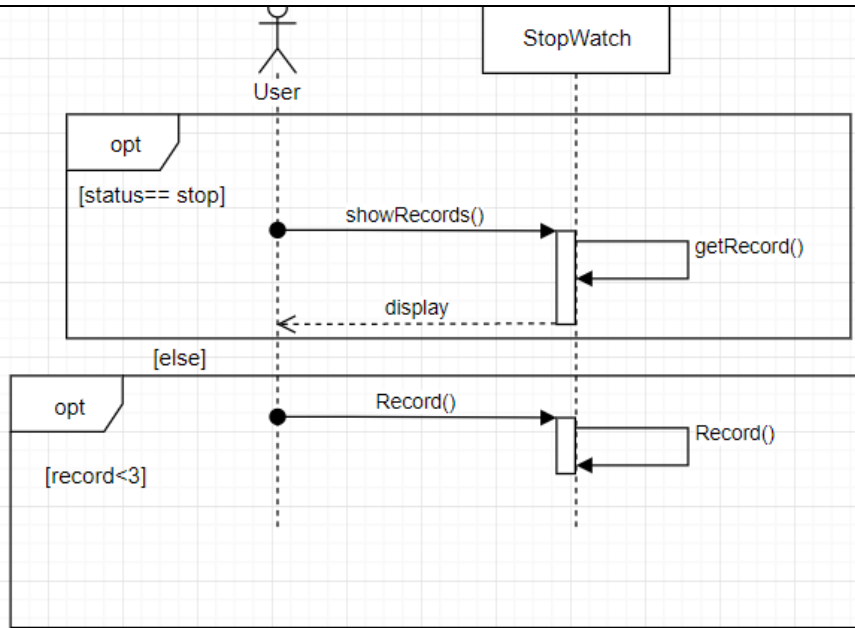 StopWatch
User
opt
[status== stop]
showRecords()
getRecord()
display
[else]
opt
Record()
Record()
[record<3]